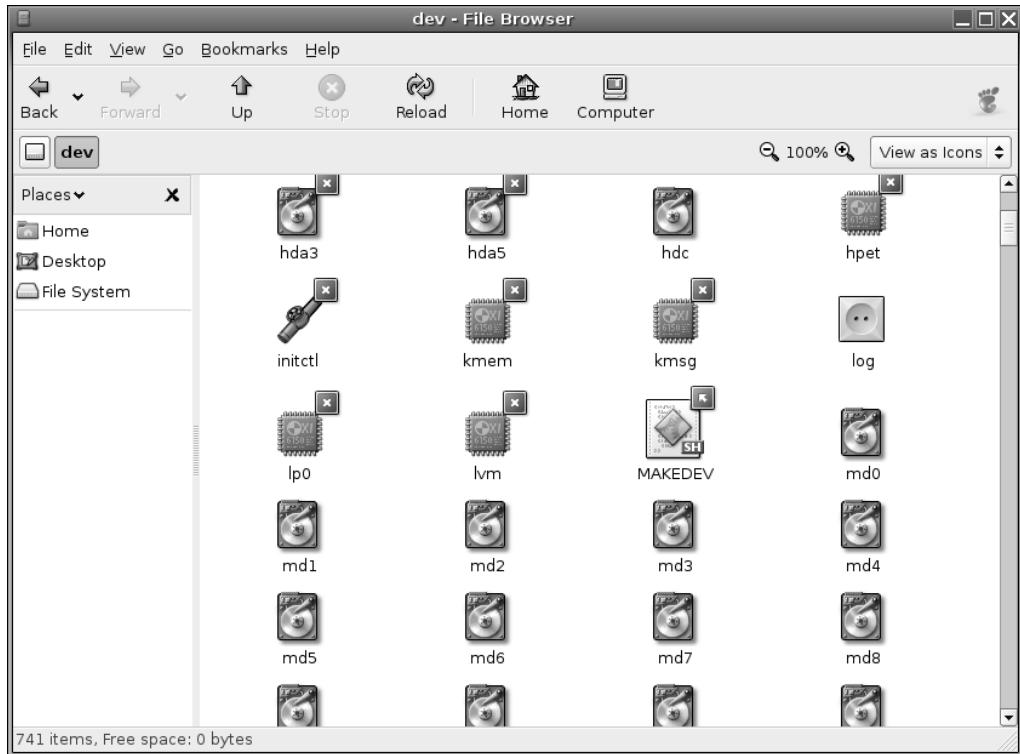 dev - File Browser
File Edit View Go Bookmarks Help
Back Forward Up Stop Reload Home Computer
dev 100% View as Icons
Places
Home
Desktop
File System
hda3 hda5 hdc hpet
initctl kmem kmsg log
lp0 lvm MAKEDEV md0
md1 md2 md3 md4
md5 md6 md7 md8
741 items, Free space: 0 bytes